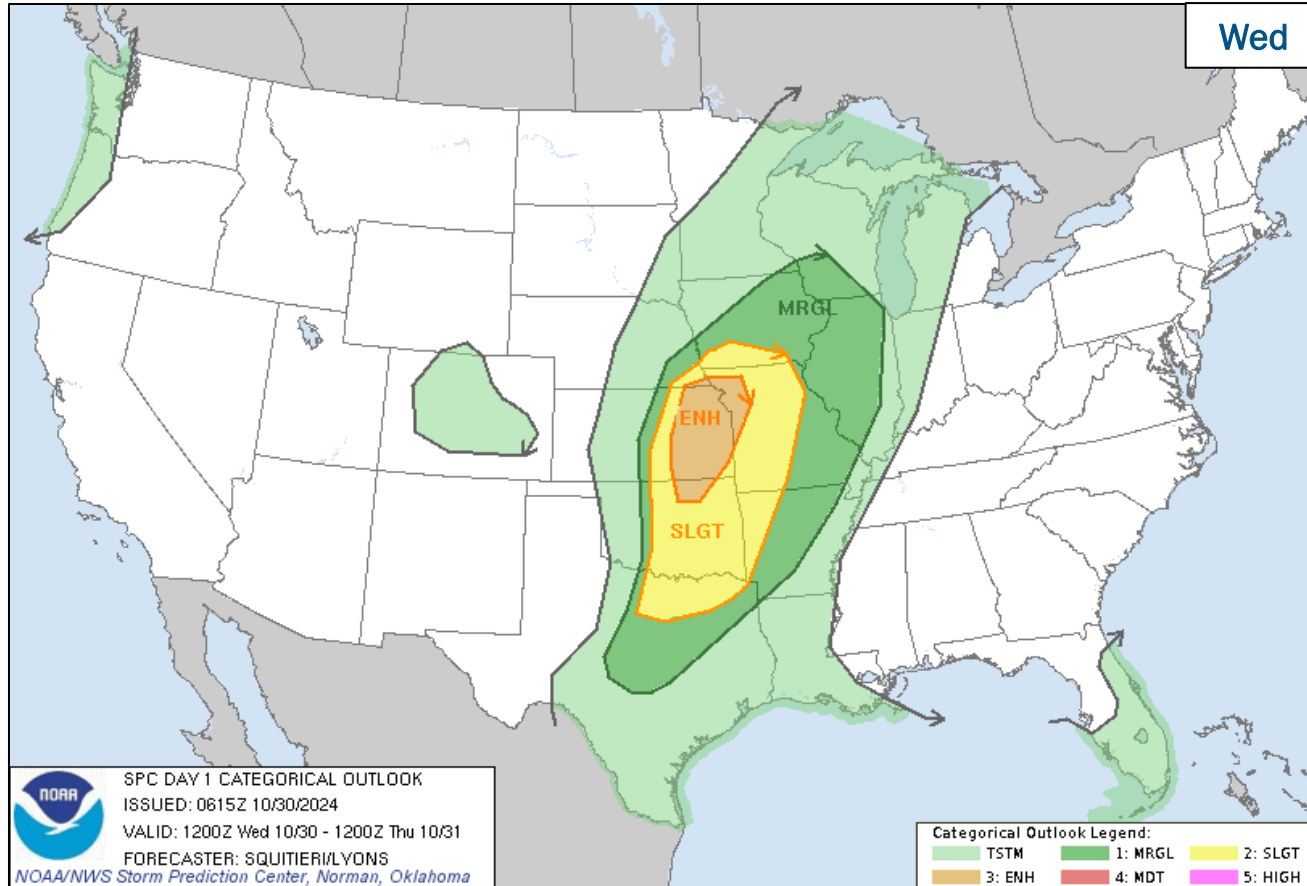 Wed
MRGL
ENH
SLGT
NOAA
SPC DAY 1 CATEGORICAL OUTLOOK
ISSUED: 0615Z 10/30/2024
VALID: 1200Z Wed 10/30 - 1200Z Thu 10/31
FORECASTER: SQUITIERI/LYONS
NOAA/NWS Storm Prediction Center, Norman, Oklahoma
Categorical Outlook Legend:
TSTM 1: MRGL 2: SLGT
3: ENH 4: MDT 5: HIGH